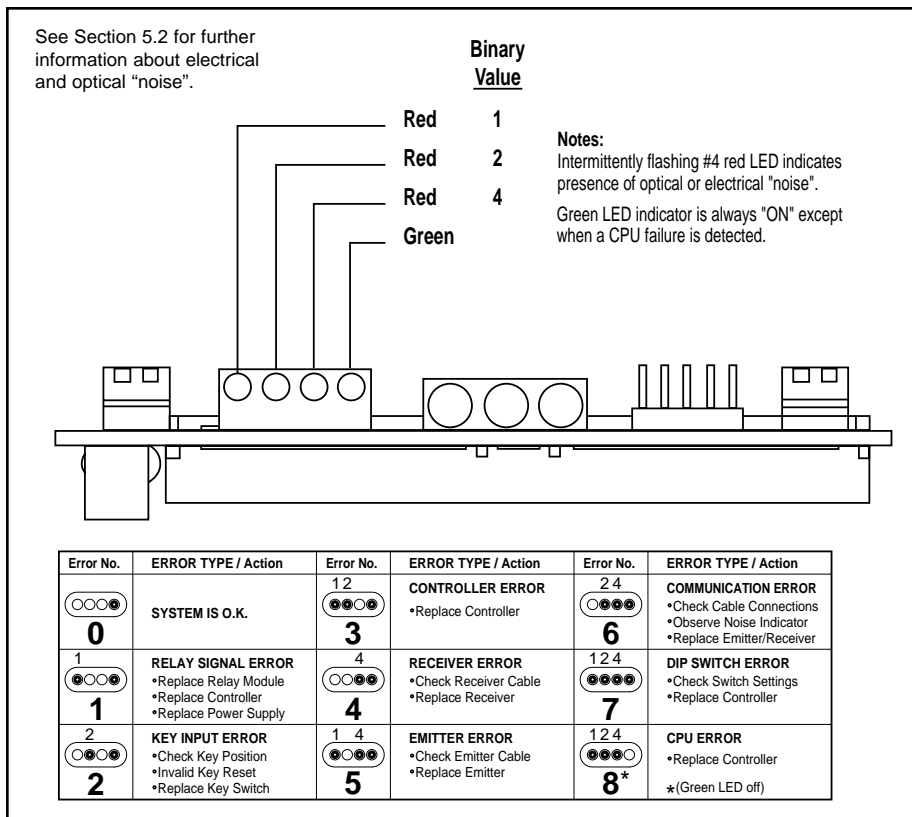 See Section 5.2 for further
information about electrical
and optical “noise”.
Binary
Value
Red 1
Red 2
Red 4
Green
Notes:
Intermittently flashing #4 red LED indicates
presence of optical or electrical "noise".
Green LED indicator is always "ON" except
when a CPU failure is detected.
Error No. ERROR TYPE / Action Error No. ERROR TYPE / Action Error No. ERROR TYPE / Action
0
SYSTEM IS O.K.
1 2
3
CONTROLLER ERROR
•Replace Controller
2 4
6
COMMUNICATION ERROR
•Check Cable Connections
•Observe Noise Indicator
•Replace Emitter/Receiver
1
1
RELAY SIGNAL ERROR
•Replace Relay Module
•Replace Controller
•Replace Power Supply
4
4
RECEIVER ERROR
•Check Receiver Cable
•Replace Receiver
1 2 4
7
DIP SWITCH ERROR
•Check Switch Settings
•Replace Controller
2
2
KEY INPUT ERROR
•Check Key Position
•Invalid Key Reset
•Replace Key Switch
1 4
5
EMITTER ERROR
•Check Emitter Cable
•Replace Emitter
1 2 4
8*
CPU ERROR
•Replace Controller
*(Green LED off)